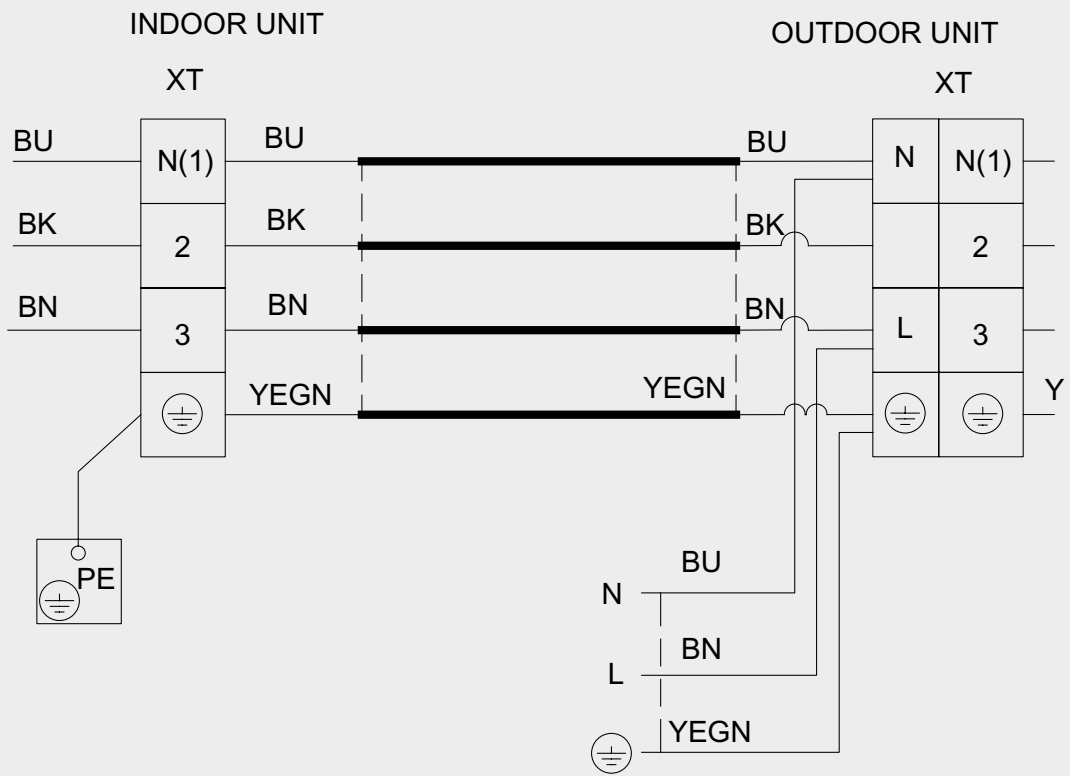 INDOOR UNIT
OUTDOOR UNIT
XT
XT
BU N(1) BU BU N N(1)
BK 2 BK BK 2
BN 3 BN BN L 3
YEGN YEGN Y
PE
N BU
L BN
YEGN